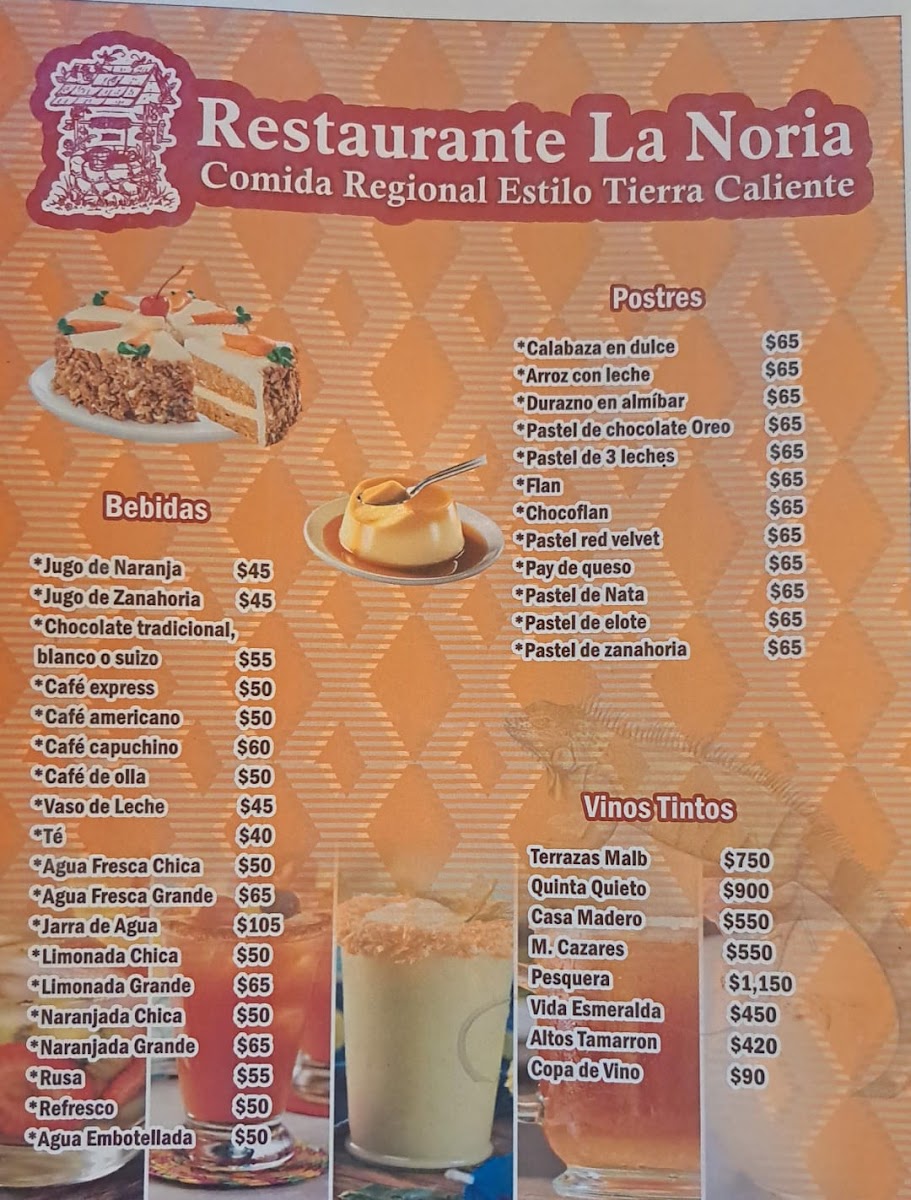 Restaurante La Noria
Comida Regional Estilo Tierra Caliente
Postres
*Calabaza en dulce $65
*Arroz con leche $65
*Durazno en almíbar $65
*Pastel de chocolate Oreo $65
*Pastel de 3 leches $65
*Flan $65
*Chocoflan $65
*Pastel red velvet $65
*Pay de queso $65
*Pastel de Nata $65
*Pastel de elote $65
*Pastel de zanahoria $65
Bebidas
*Jugo de Naranja $45
*Jugo de Zanahoria $45
*Chocolate tradicional,
blanco o suizo $55
*Café express $50
*Café americano $50
*Café capuchino $60
*Café de olla $50
*Vaso de Leche $45
*Té $40
*Agua Fresca Chica $50
*Agua Fresca Grande $65
*Jarra de Agua $105
*Limonada Chica $50
*Limonada Grande $65
*Naranjada Chica $50
*Naranjada Grande $65
*Rusa $55
*Refresco $50
*Agua Embotellada $50
Vinos Tintos
Terrazas Malb $750
Quinta Quieto $900
Casa Madero $550
M. Cazares $550
Pesquera $1,150
Vida Esmeralda $450
Altos Tamarron $420
Copa de Vino $90